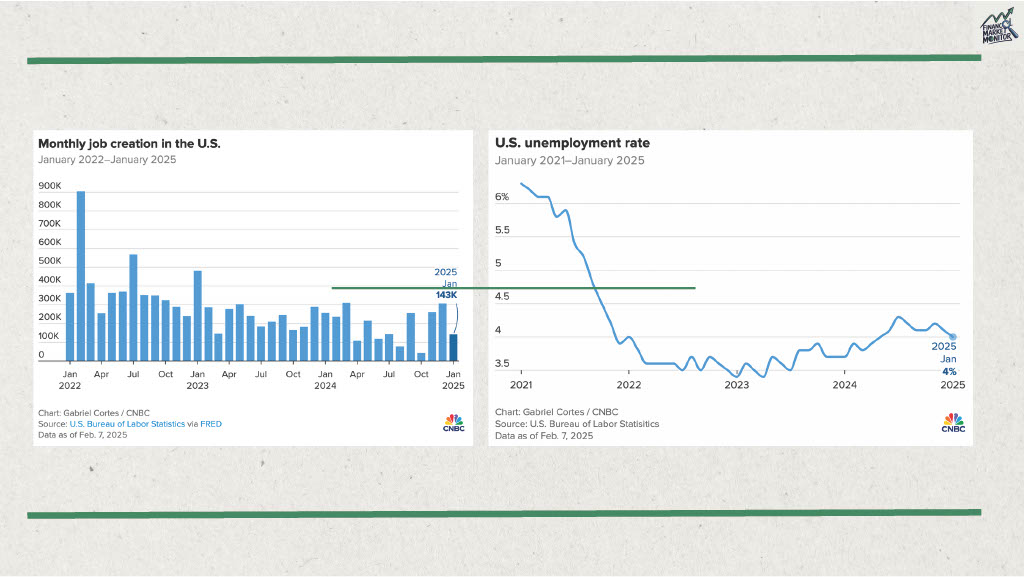 FINANCE
MARKET
MONITOR
Monthly job creation in the U.S.
January 2022–January 2025
900K
800K
700K
600K
500K
400K
300K
200K
100K
0
2025
Jan
143K
Jan Apr Jul Oct Jan Apr Jul Oct Jan Apr Jul Oct Jan
2022 2023 2024 2025
Chart: Gabriel Cortes / CNBC
Source: U.S. Bureau of Labor Statistics via FRED
Data as of Feb. 7, 2025
CNBC
U.S. unemployment rate
January 2021–January 2025
6%
5.5
5
4.5
4
3.5
2025
Jan
4%
2021 2022 2023 2024 2025
Chart: Gabriel Cortes / CNBC
Source: U.S. Bureau of Labor Statisitics
Data as of Feb. 7, 2025
CNBC